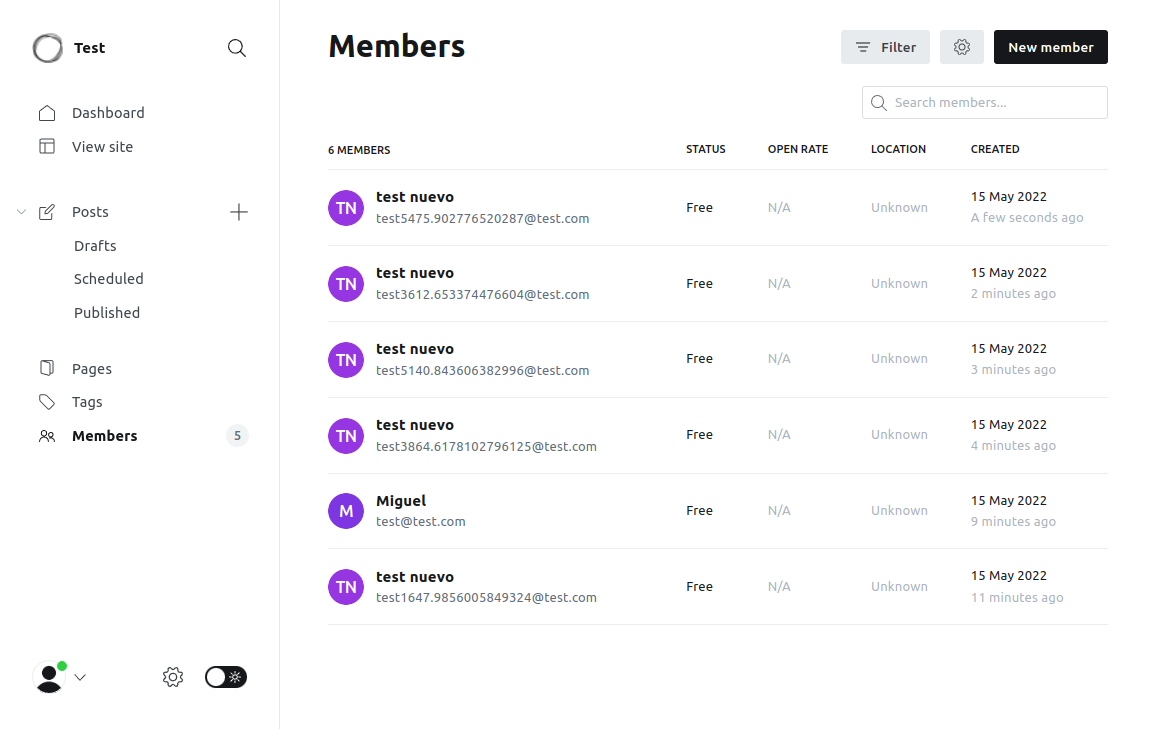 Test
Dashboard
View site
Posts
Drafts
Scheduled
Published
Pages
Tags
Members 5
Members
Filter New member
Search members...
6 MEMBERS STATUS OPEN RATE LOCATION CREATED
TN test nuevo 15 May 2022
test5475.902776520287@test.com Free N/A Unknown A few seconds ago
TN test nuevo 15 May 2022
test3612.653374476604@test.com Free N/A Unknown 2 minutes ago
TN test nuevo 15 May 2022
test5140.843606382996@test.com Free N/A Unknown 3 minutes ago
TN test nuevo 15 May 2022
test3864.6178102796125@test.com Free N/A Unknown 4 minutes ago
M Miguel 15 May 2022
test@test.com Free N/A Unknown 9 minutes ago
TN test nuevo 15 May 2022
test1647.9856005849324@test.com Free N/A Unknown 11 minutes ago